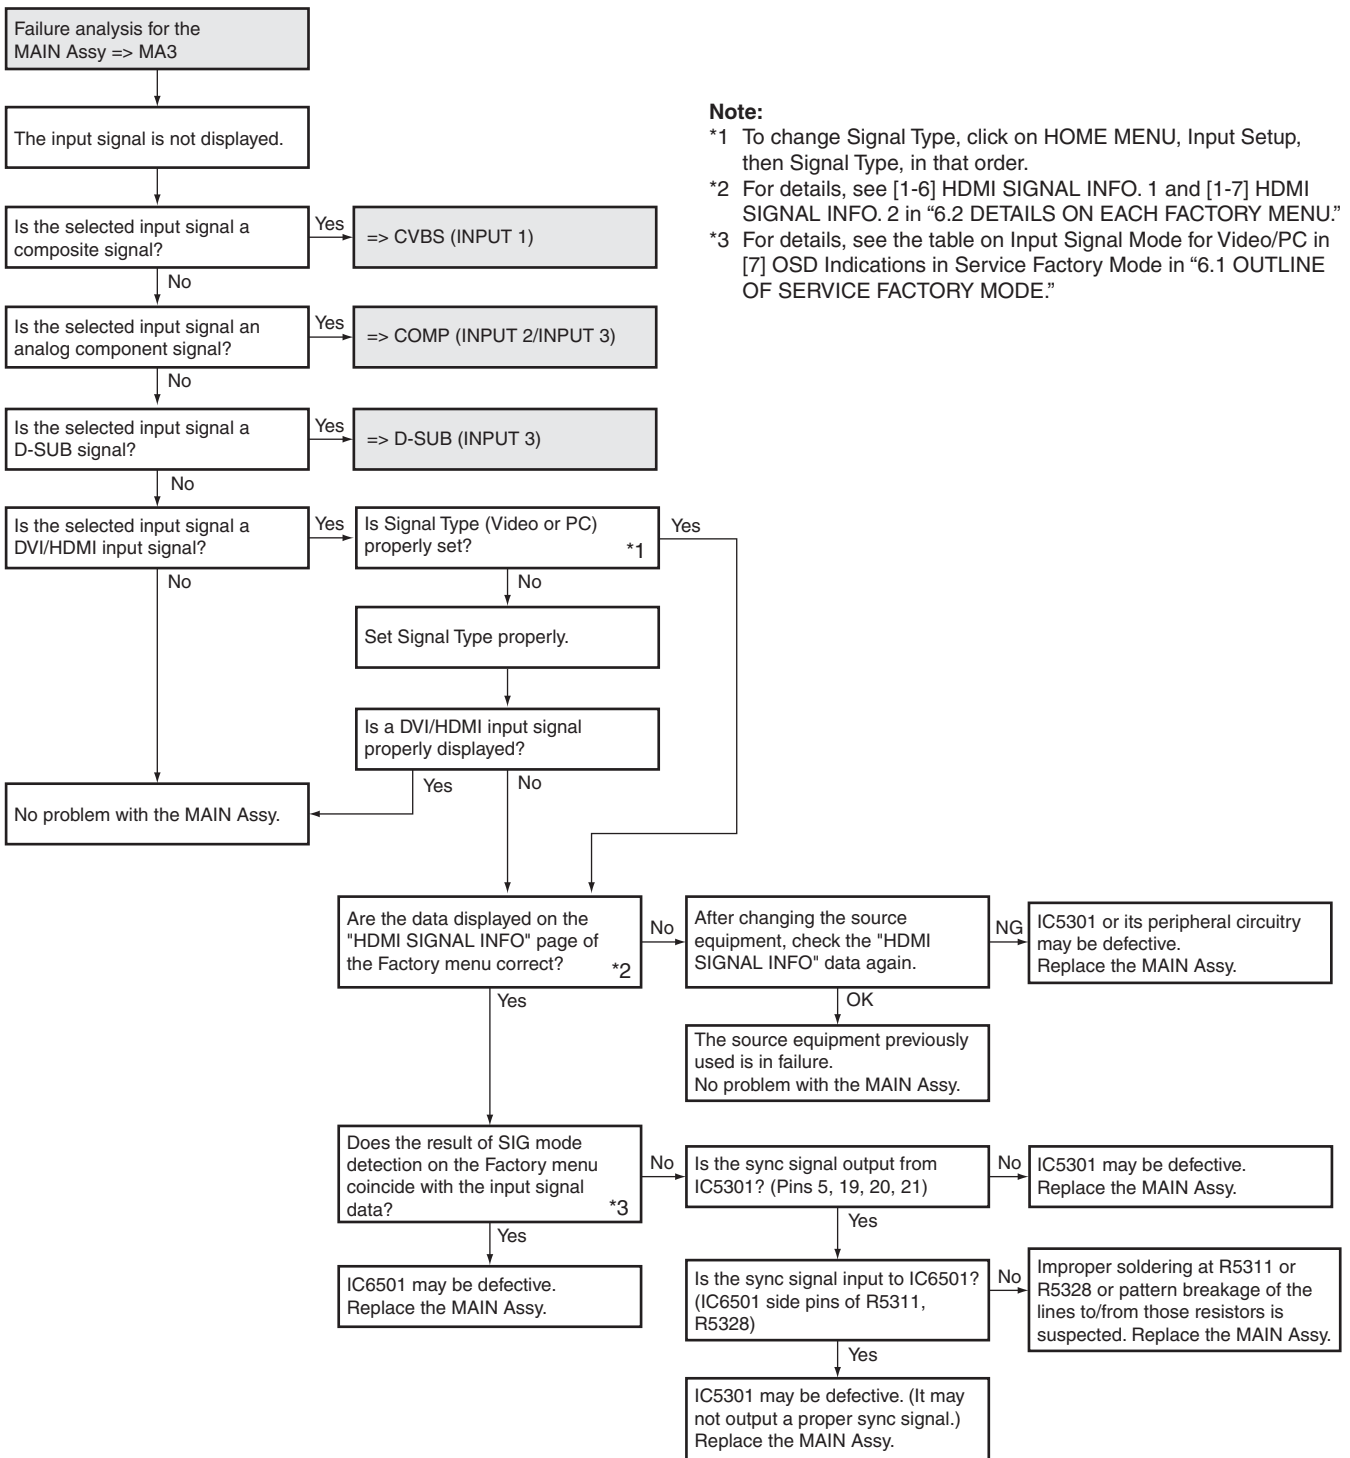 Failure analysis for the
MAIN Assy => MA3
The input signal is not displayed.
Note:
*1 To change Signal Type, click on HOME MENU, Input Setup,
then Signal Type, in that order.
*2 For details, see [1-6] HDMI SIGNAL INFO. 1 and [1-7] HDMI
SIGNAL INFO. 2 in “6.2 DETAILS ON EACH FACTORY MENU.”
*3 For details, see the table on Input Signal Mode for Video/PC in
[7] OSD Indications in Service Factory Mode in “6.1 OUTLINE
OF SERVICE FACTORY MODE.”
Is the selected input signal a
composite signal?
Yes
=> CVBS (INPUT 1)
No
Is the selected input signal an
analog component signal?
Yes
=> COMP (INPUT 2/INPUT 3)
No
Is the selected input signal a
D-SUB signal?
Yes
=> D-SUB (INPUT 3)
No
Is the selected input signal a
DVI/HDMI input signal?
Yes
Is Signal Type (Video or PC)
properly set?
*1
Yes
No
No
Set Signal Type properly.
Is a DVI/HDMI input signal
properly displayed?
Yes
No
No problem with the MAIN Assy.
Are the data displayed on the
"HDMI SIGNAL INFO" page of
the Factory menu correct?
*2
No
After changing the source
equipment, check the "HDMI
SIGNAL INFO" data again.
NG
IC5301 or its peripheral circuitry
may be defective.
Replace the MAIN Assy.
Yes
OK
The source equipment previously
used is in failure.
No problem with the MAIN Assy.
Does the result of SIG mode
detection on the Factory menu
coincide with the input signal
data?
*3
No
Is the sync signal output from
IC5301? (Pins 5, 19, 20, 21)
No
IC5301 may be defective.
Replace the MAIN Assy.
Yes
Yes
IC6501 may be defective.
Replace the MAIN Assy.
Is the sync signal input to IC6501?
(IC6501 side pins of R5311,
R5328)
No
Improper soldering at R5311 or
R5328 or pattern breakage of the
lines to/from those resistors is
suspected. Replace the MAIN Assy.
Yes
IC5301 may be defective. (It may
not output a proper sync signal.)
Replace the MAIN Assy.